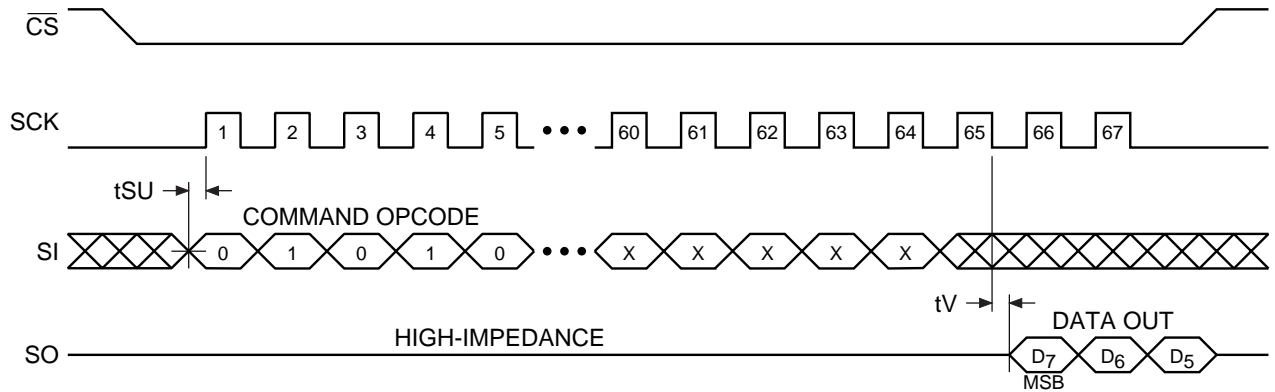 CS
SCK
1 2 3 4 5 ••• 60 61 62 63 64 65 66 67
tSU
COMMAND OPCODE
SI
0 1 0 1 0 ••• X X X X X
tV
HIGH-IMPEDANCE
DATA OUT
SO
D7 D6 D5
MSB